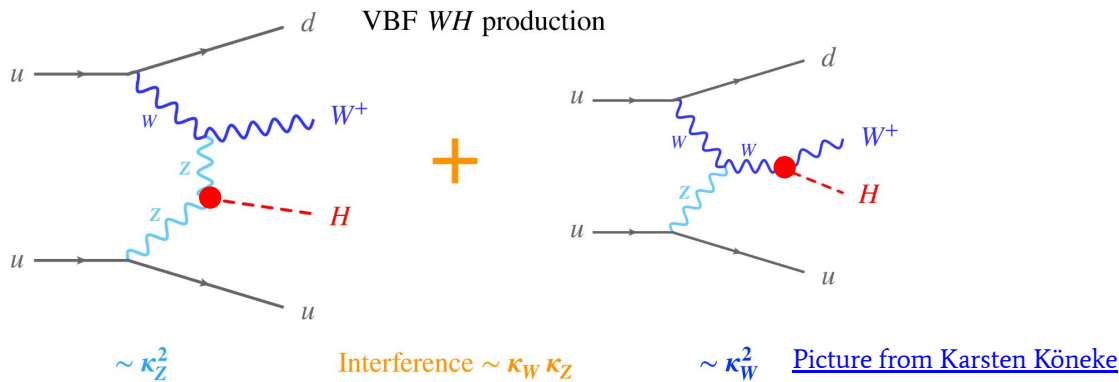 VBF WH production
d
u
W
W⁺
Z
Z
H
u
u
d
u
W
W
W⁺
Z
H
u
u
~ κ_Z^2
Interference ~ κ_W κ_Z
~ κ_W^2
Picture from Karsten Köneke